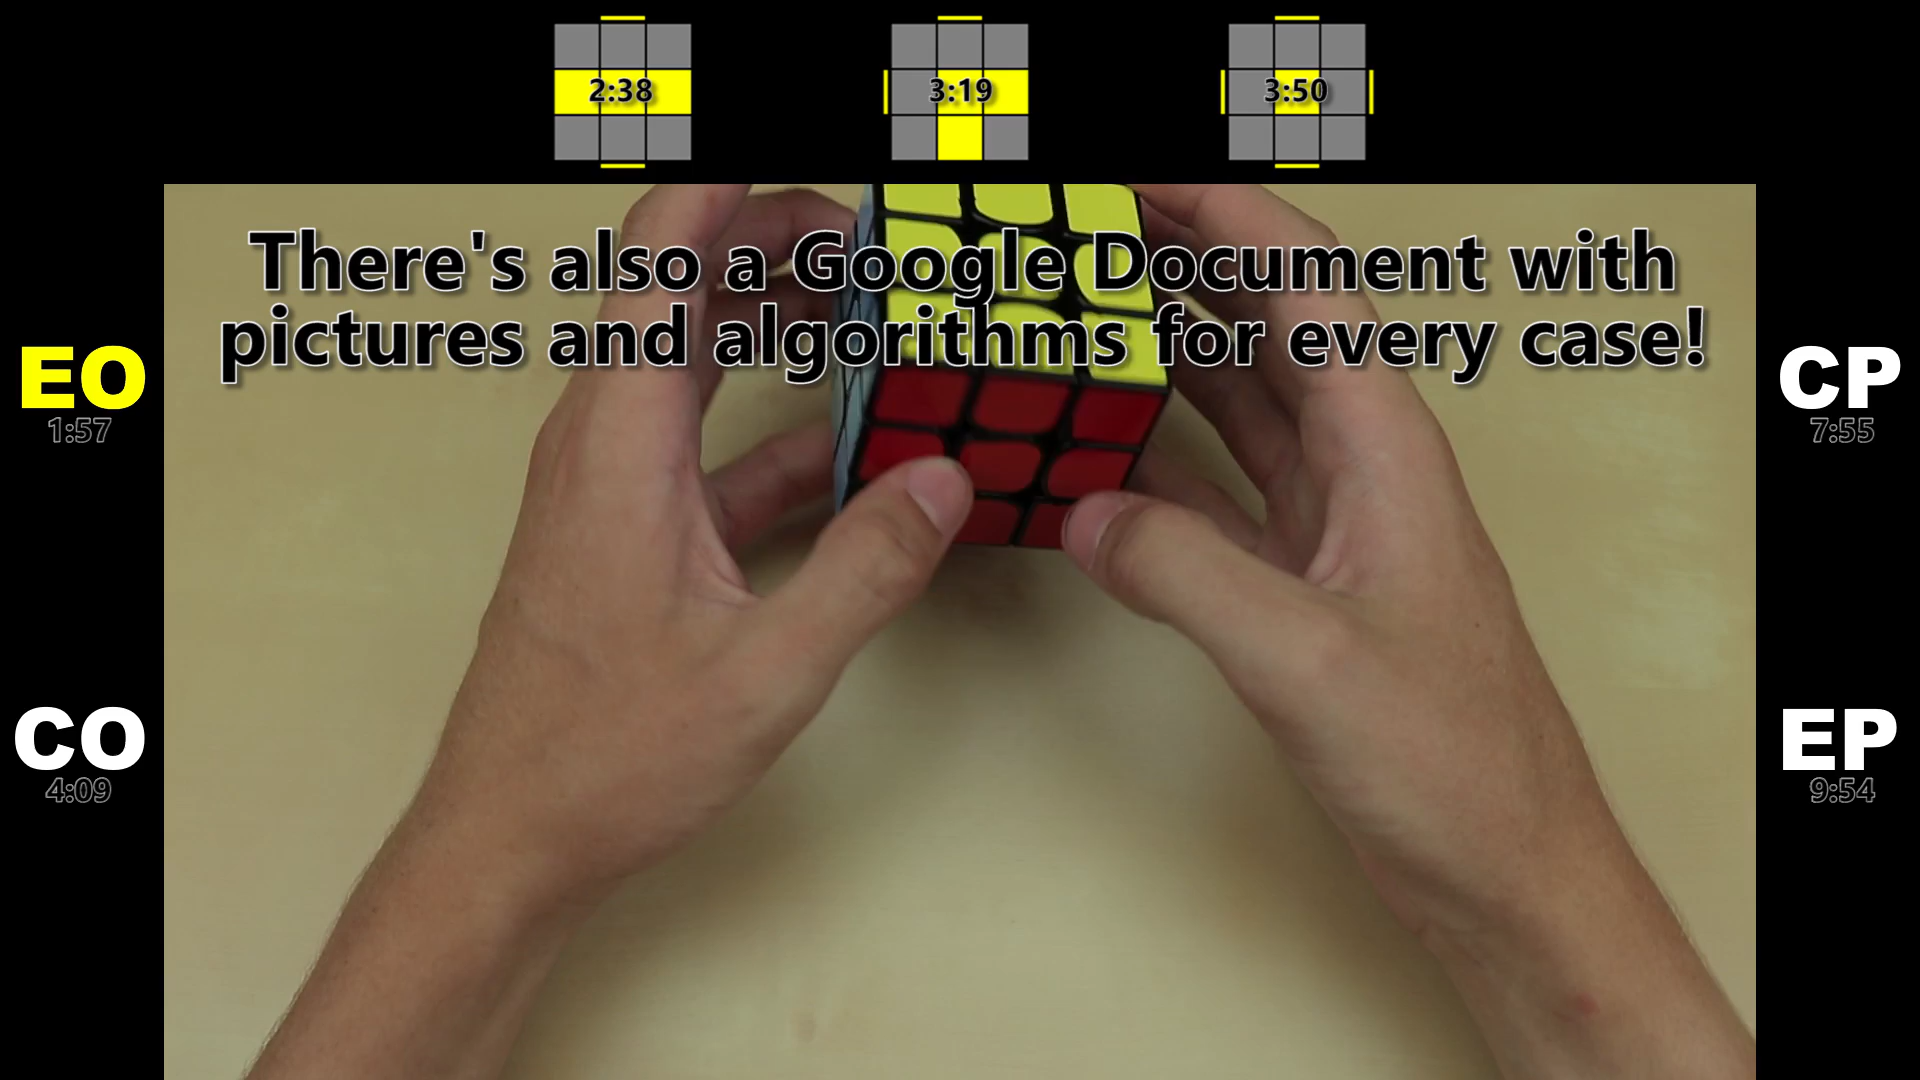 2:38
3:19
3:50
There's also a Google Document with
pictures and algorithms for every case!
EO
1:57
CO
4:09
CP
7:55
EP
9:54